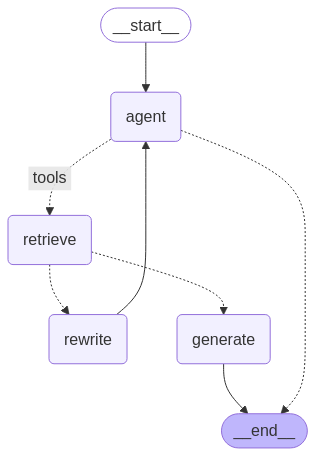 __start__
agent
tools
retrieve
rewrite
generate
__end__